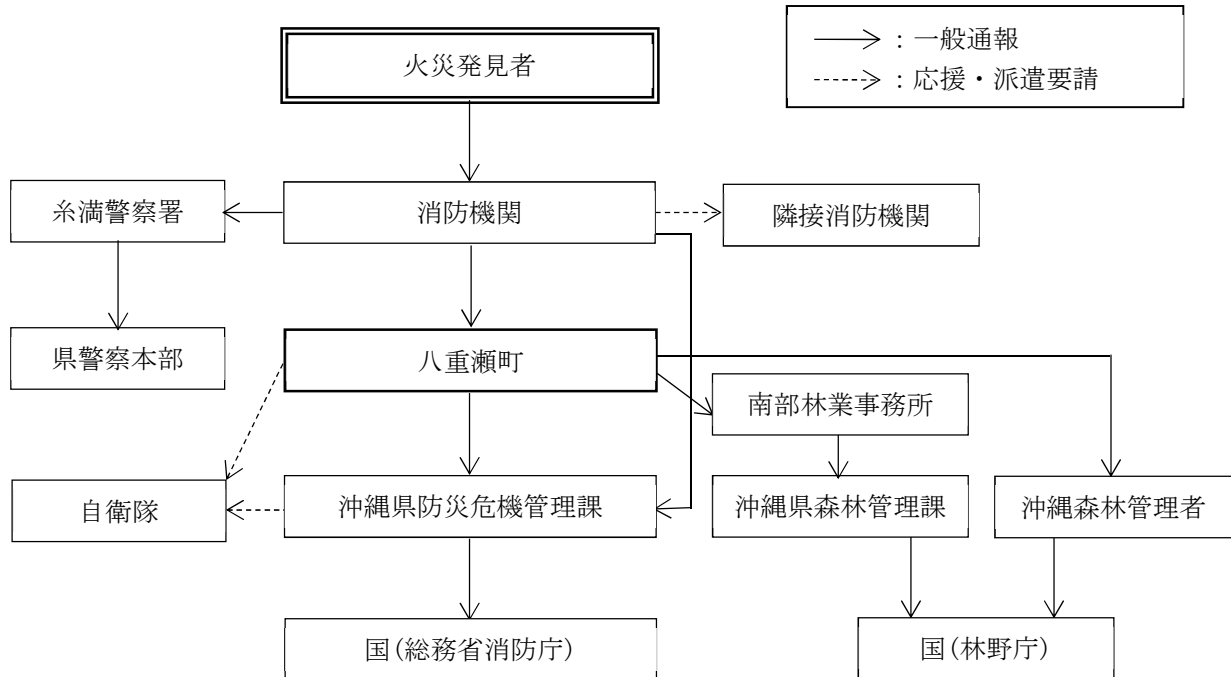 火災発見者
：一般通報
：応援・派遣要請
糸満警察署
消防機関
隣接消防機関
県警察本部
八重瀬町
南部林業事務所
自衛隊
沖縄県防災危機管理課
沖縄県森林管理課
沖縄森林管理者
国(総務省消防庁)
国(林野庁)